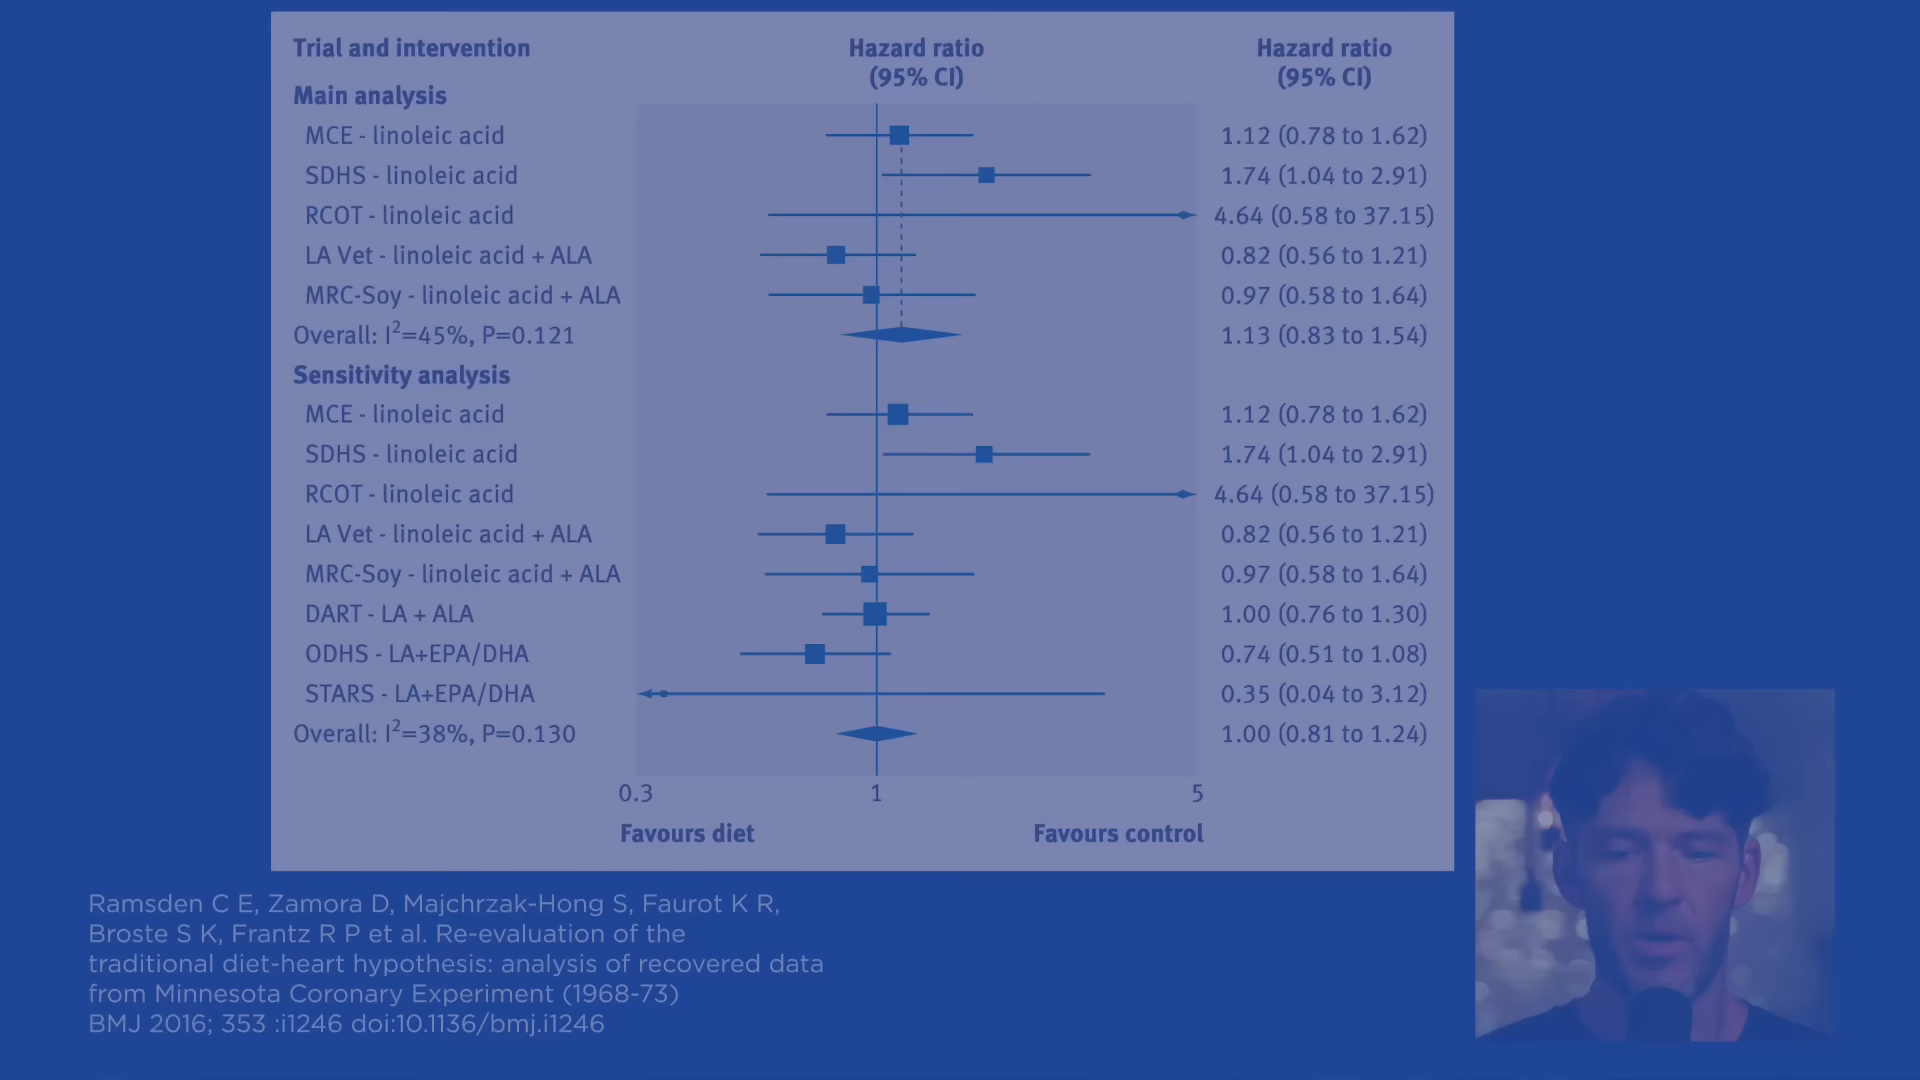 Trial and intervention Hazard ratio (95% CI) Hazard ratio (95% CI)
Main analysis
MCE - linoleic acid 1.12 (0.78 to 1.62)
SDHS - linoleic acid 1.74 (1.04 to 2.91)
RCOT - linoleic acid 4.64 (0.58 to 37.15)
LA Vet - linoleic acid + ALA 0.82 (0.56 to 1.21)
MRC-Soy - linoleic acid + ALA 0.97 (0.58 to 1.64)
Overall: I²=45%, P=0.121 1.13 (0.83 to 1.54)
Sensitivity analysis
MCE - linoleic acid 1.12 (0.78 to 1.62)
SDHS - linoleic acid 1.74 (1.04 to 2.91)
RCOT - linoleic acid 4.64 (0.58 to 37.15)
LA Vet - linoleic acid + ALA 0.82 (0.56 to 1.21)
MRC-Soy - linoleic acid + ALA 0.97 (0.58 to 1.64)
DART - LA + ALA 1.00 (0.76 to 1.30)
ODHS - LA+EPA/DHA 0.74 (0.51 to 1.08)
STARS - LA+EPA/DHA 0.35 (0.04 to 3.12)
Overall: I²=38%, P=0.130 1.00 (0.81 to 1.24)
0.3 1 5
Favours diet Favours control
Ramsden C E, Zamora D, Majchrzak-Hong S, Faurot K R,
Broste S K, Frantz R P et al. Re-evaluation of the
traditional diet-heart hypothesis: analysis of recovered data
from Minnesota Coronary Experiment (1968-73)
BMJ 2016; 353 :i1246 doi:10.1136/bmj.i1246